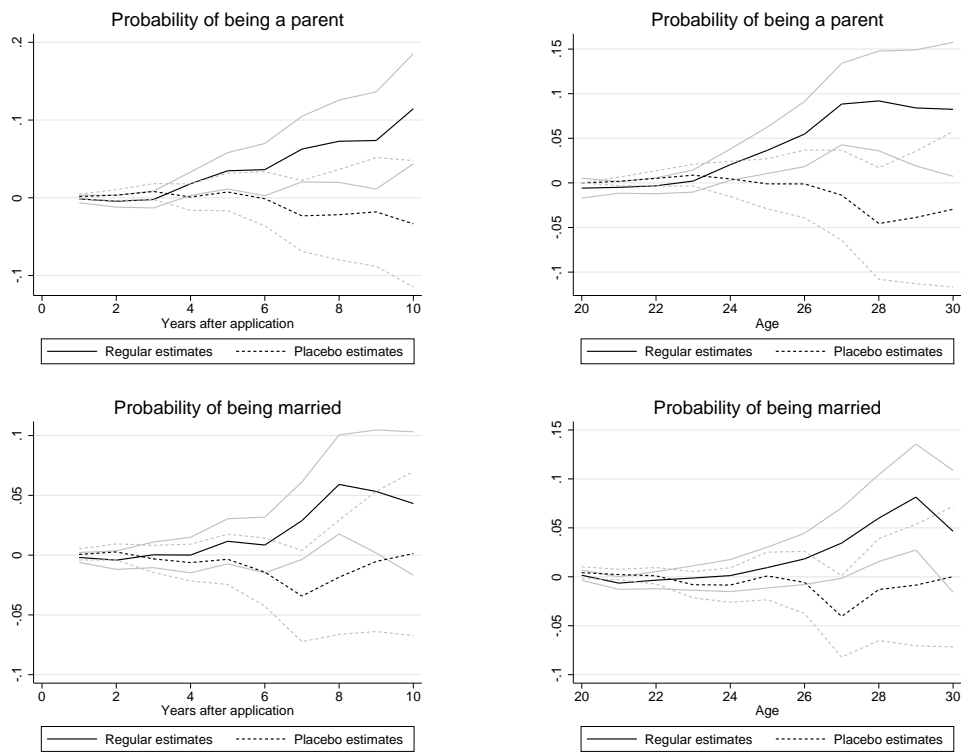 Probability of being a parent
.2
.1
0
-.1
0 2 4 6 8 10
Years after application
Regular estimates Placebo estimates
Probability of being a parent
.15
.1
.05
0
-.05
-.1
20 22 24 26 28 30
Age
Regular estimates Placebo estimates
Probability of being married
.1
.05
0
-.05
-.1
0 2 4 6 8 10
Years after application
Regular estimates Placebo estimates
Probability of being married
.15
.1
.05
0
-.05
-.1
20 22 24 26 28 30
Age
Regular estimates Placebo estimates